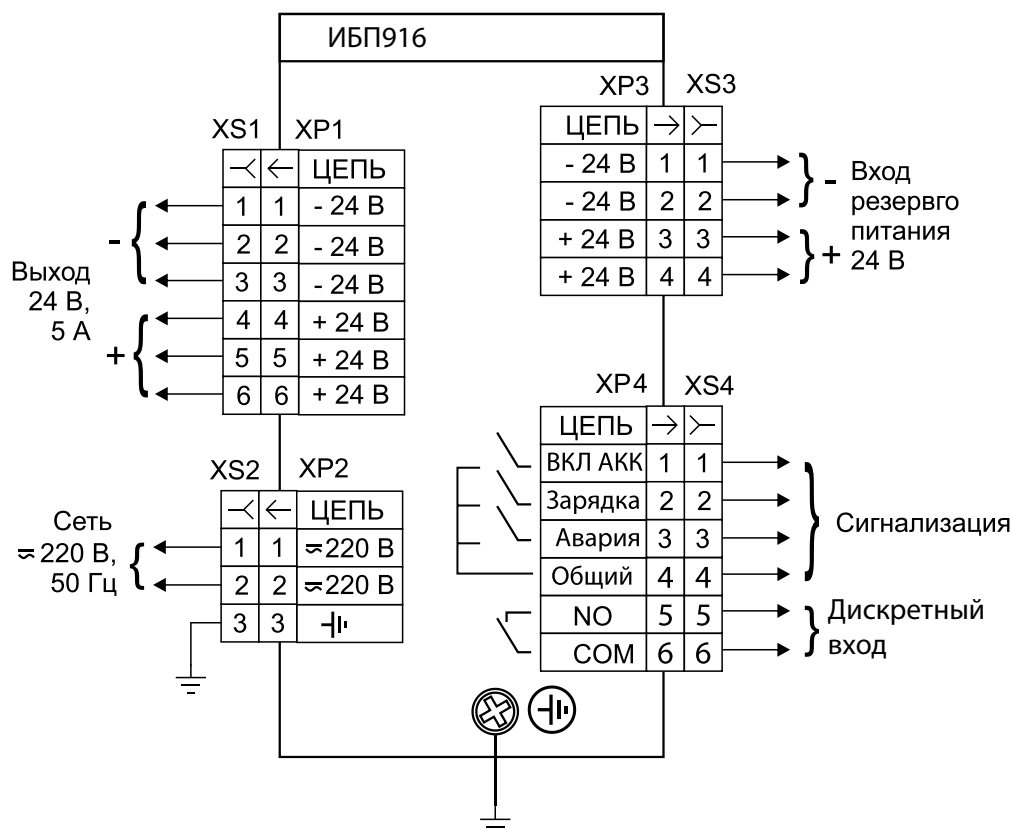 ИБП916
XS1 XP1
ЦЕПЬ
1 1 - 24 В
2 2 - 24 В
3 3 - 24 В
4 4 + 24 В
5 5 + 24 В
6 6 + 24 В
-
Выход
24 В,
5 А
+
XS2 XP2
ЦЕПЬ
1 1 ≂220 В
2 2 ≂220 В
3 3
Сеть
≂220 В,
50 Гц
XP3 XS3
ЦЕПЬ
- 24 В 1 1
- 24 В 2 2
+ 24 В 3 3
+ 24 В 4 4
- Вход
резервго
питания
+ 24 В
XP4 XS4
ЦЕПЬ
ВКЛ АКК 1 1
Зарядка 2 2
Авария 3 3
Общий 4 4
NO 5 5
COM 6 6
Сигнализация
Дискретный
вход